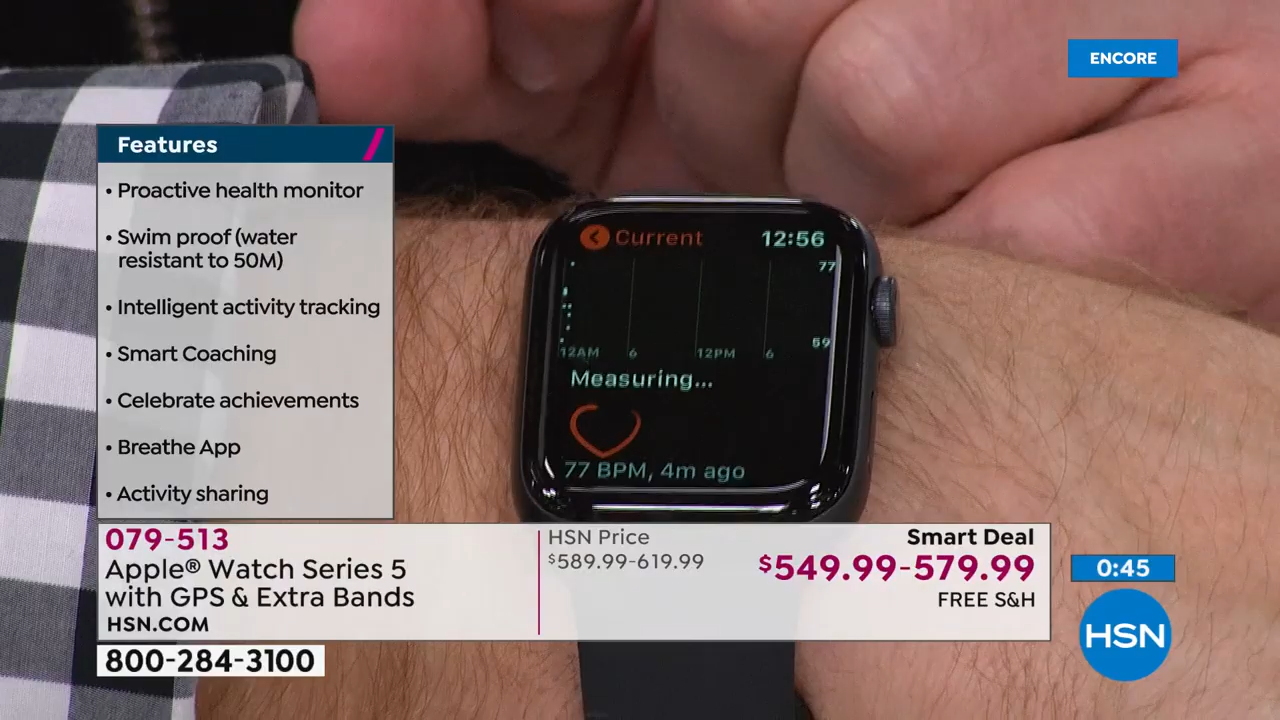 ENCORE
Features
• Proactive health monitor
• Swim proof (water
resistant to 50M)
• Intelligent activity tracking
• Smart Coaching
• Celebrate achievements
• Breathe App
• Activity sharing
Current 12:56
77
59
12AM 6 12PM 6
Measuring...
77 BPM, 4m ago
079-513
Apple® Watch Series 5
with GPS & Extra Bands
HSN.COM
HSN Price
$589.99-619.99
Smart Deal
$549.99-579.99
FREE S&H
0:45
HSN
800-284-3100